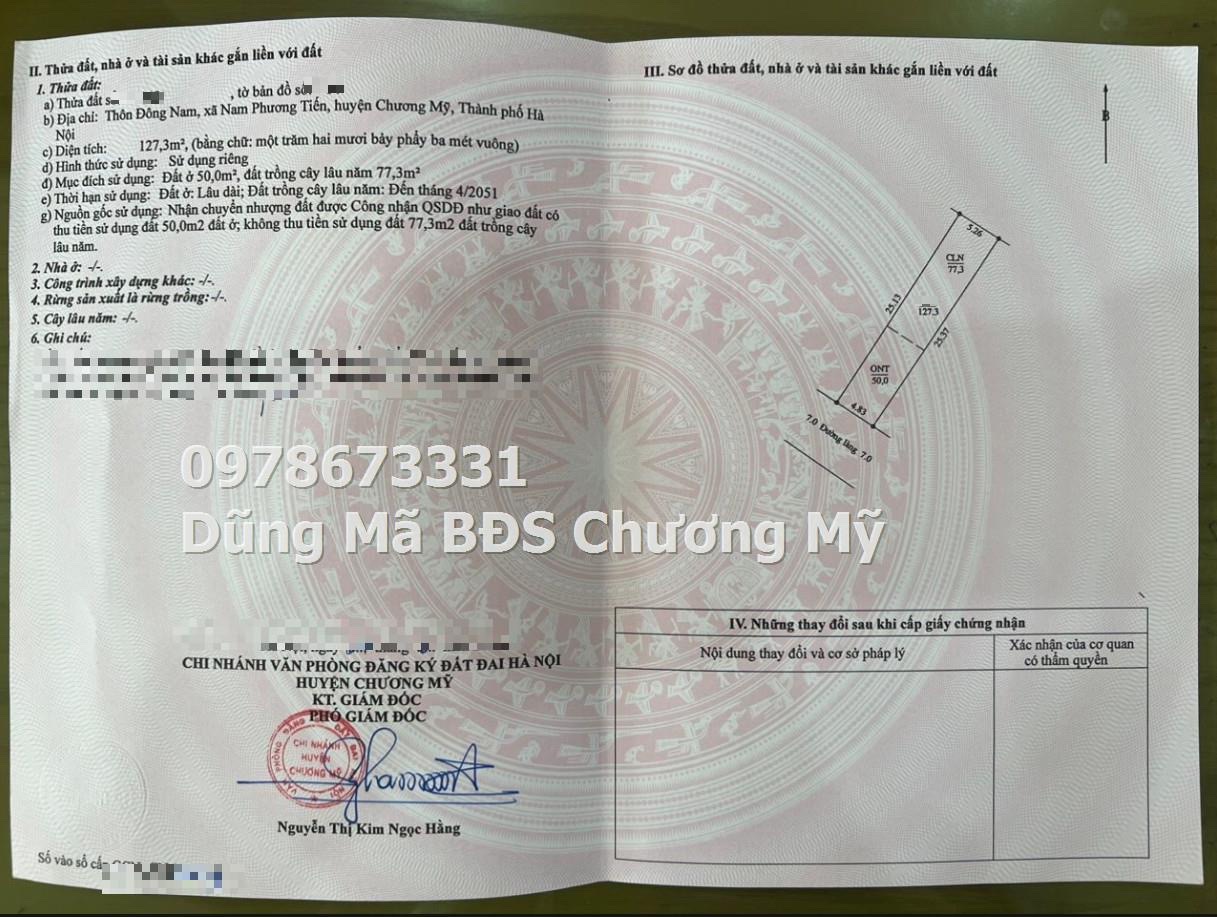 II. Thửa đất, nhà ở và tài sản khác gắn liền với đất
1. Thửa đất:
a) Thửa đất s , tờ bản đồ số
b) Địa chỉ: Thôn Đông Nam, xã Nam Phương Tiến, huyện Chương Mỹ, Thành phố Hà
Nội
c) Diện tích: 127,3m², (bằng chữ: một trăm hai mươi bảy phẩy ba mét vuông)
d) Hình thức sử dụng: Sử dụng riêng
đ) Mục đích sử dụng: Đất ở 50,0m², đất trồng cây lâu năm 77,3m²
e) Thời hạn sử dụng: Đất ở: Lâu dài; Đất trồng cây lâu năm: Đến tháng 4/2051
g) Nguồn gốc sử dụng: Nhận chuyển nhượng đất được Công nhận QSDĐ như giao đất có
thu tiền sử dụng đất 50,0m2 đất ở; không thu tiền sử dụng đất 77,3m2 đất trồng cây
lâu năm.
2. Nhà ở: -/-.
3. Công trình xây dựng khác: -/-.
4. Rừng sản xuất là rừng trồng:-/-.
5. Cây lâu năm: -/-.
6. Ghi chú:
0978673331
Dũng Mã BĐS Chương Mỹ
CHI NHÁNH VĂN PHÒNG ĐĂNG KÝ ĐẤT ĐAI HÀ NỘI
HUYỆN CHƯƠNG MỸ
KT. GIÁM ĐỐC
PHÓ GIÁM ĐỐC
VĂN PHÒNG ĐĂNG KÝ ĐẤT ĐAI HÀ NỘI
CHI NHÁNH
HUYỆN
CHƯƠNG MỸ
Nguyễn Thị Kim Ngọc Hằng
Số vào sổ cấp
III. Sơ đồ thửa đất, nhà ở và tài sản khác gắn liền với đất
B
5.26
CLN
77,3
25.13
127.3
25.37
ONT
50,0
4.83
7.0 Đường làng 7.0
IV. Những thay đổi sau khi cấp giấy chứng nhận
Nội dung thay đổi và cơ sở pháp lý
Xác nhận của cơ quan
có thẩm quyền